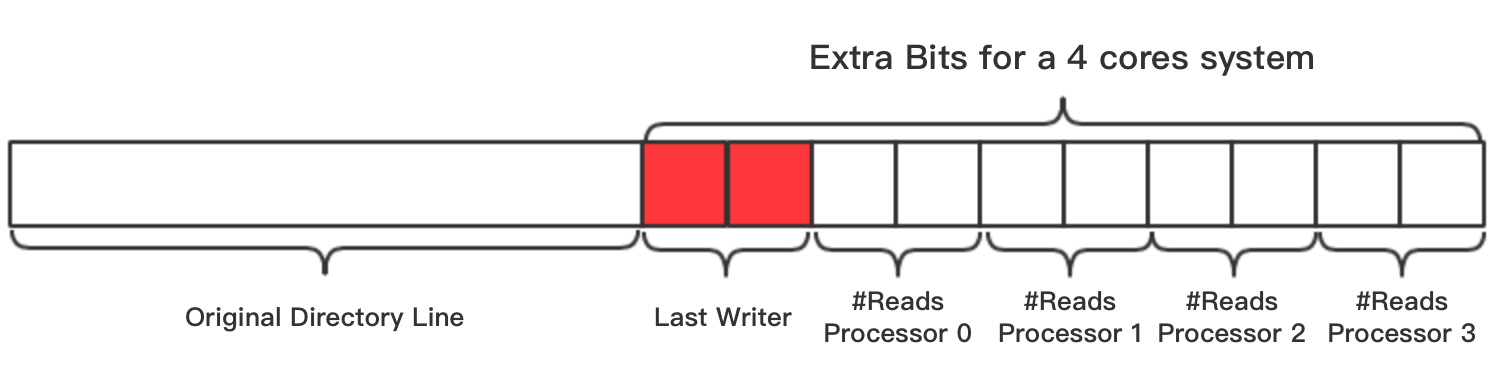 Extra Bits for a 4 cores system
Original Directory Line
Last Writer
#Reads
Processor 0
#Reads
Processor 1
#Reads
Processor 2
#Reads
Processor 3